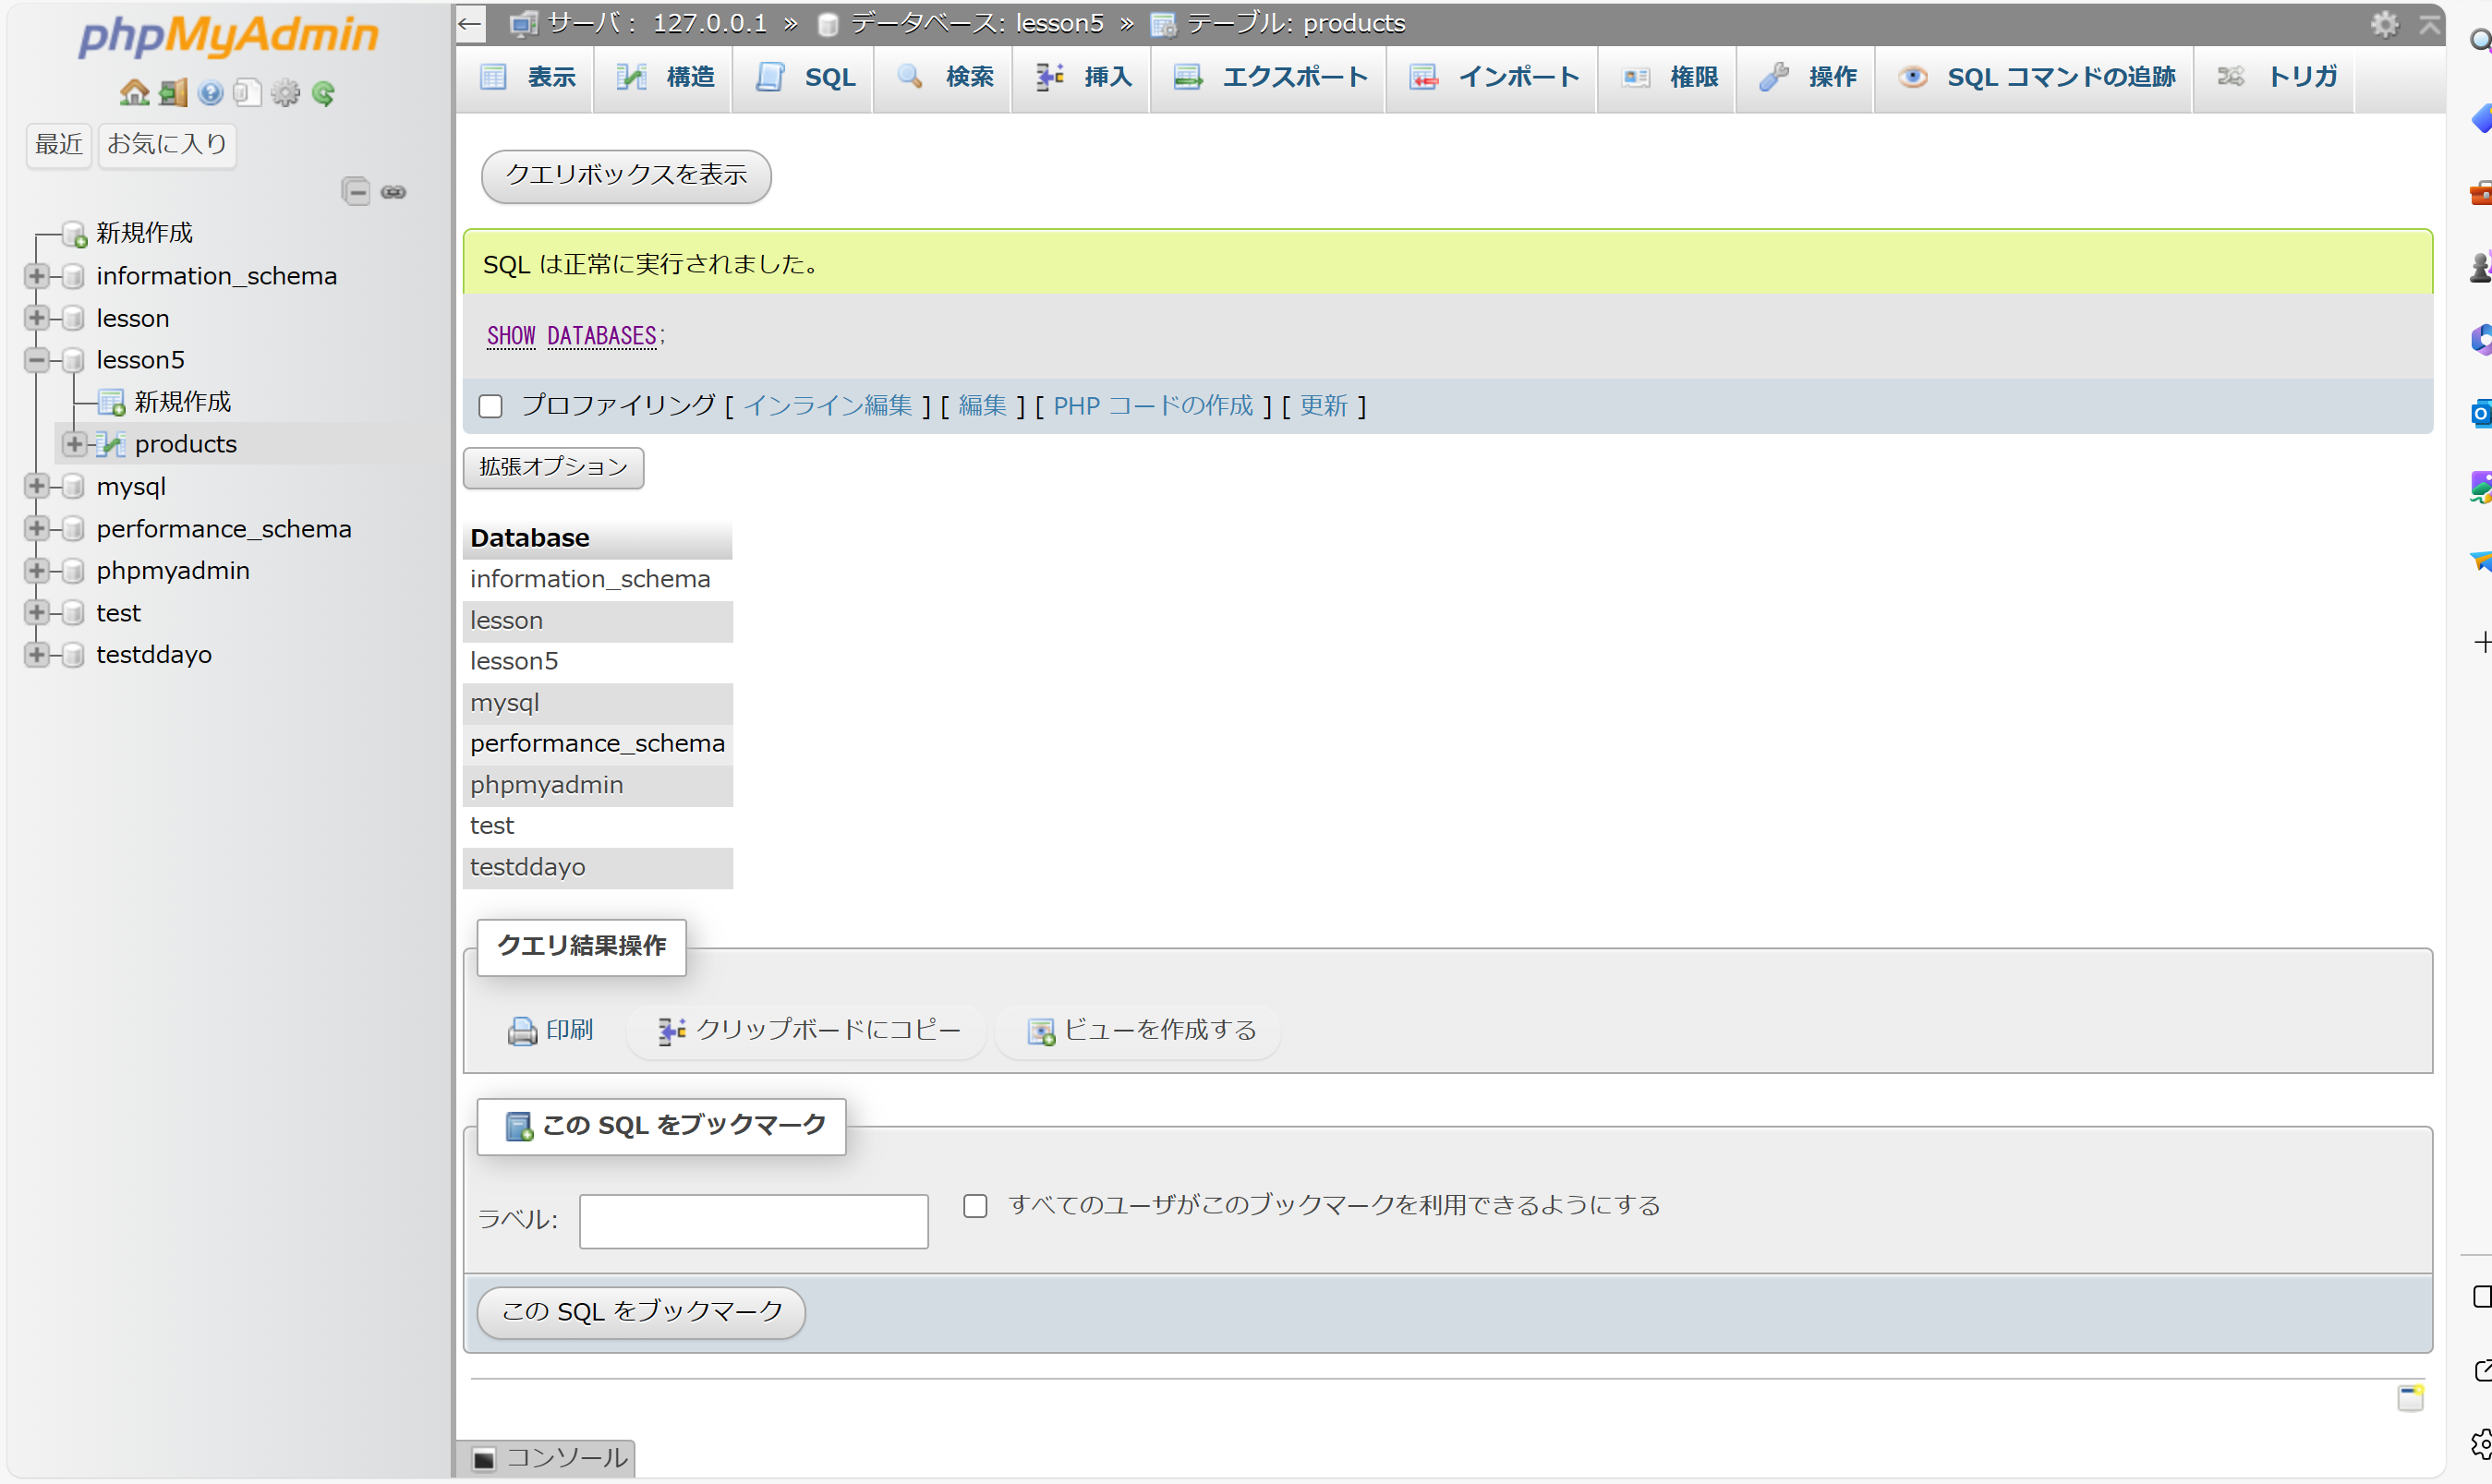 phpMyAdmin
最近 お気に入り
新規作成
information_schema
lesson
lesson5
新規作成
products
mysql
performance_schema
phpmyadmin
test
testddayo
サーバ: 127.0.0.1 » データベース: lesson5 » テーブル: products
表示 構造 SQL 検索 挿入 エクスポート インポート 権限 操作 SQL コマンドの追跡 トリガ
クエリボックスを表示
SQL は正常に実行されました。
SHOW DATABASES;
プロファイリング [ インライン編集 ] [ 編集 ] [ PHP コードの作成 ] [ 更新 ]
拡張オプション
Database
information_schema
lesson
lesson5
mysql
performance_schema
phpmyadmin
test
testddayo
クエリ結果操作
印刷 クリップボードにコピー ビューを作成する
この SQL をブックマーク
ラベル: すべてのユーザがこのブックマークを利用できるようにする
この SQL をブックマーク
コンソール